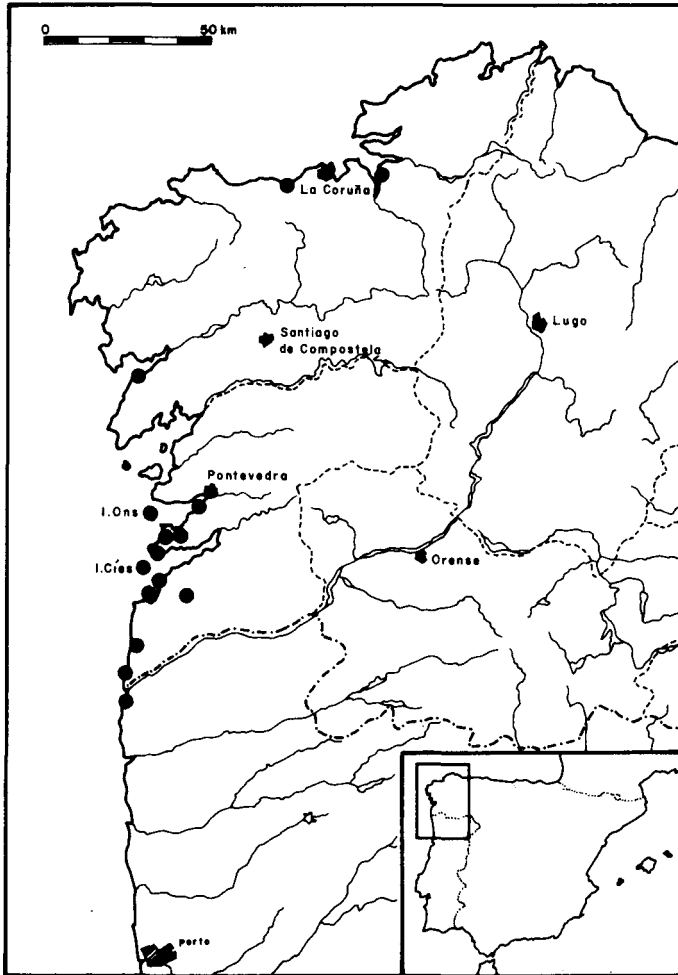 0 50 km
La Coruña
Lugo
Santiago
de Compostela
Pontevedra
I. Ons
I. Cíes
Orense
Porto